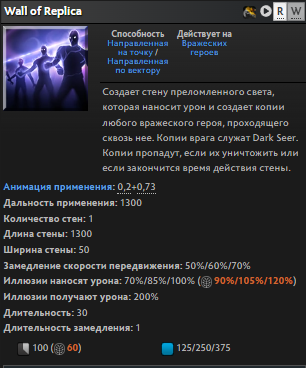 Wall of Replica
R W
Способность
Направленная
на точку /
Направленная
по вектору
Действует на
Вражеских
героев
Создает стену преломленного света,
которая наносит урон и создает копии
любого вражеского героя, проходящего
сквозь нее. Копии врага служат Dark Seer.
Копии пропадут, если их уничтожить или
если закончится время действия стены.
Анимация применения: 0,2+0,73
Дальность применения: 1300
Количество стен: 1
Длина стены: 1300
Ширина стены: 50
Замедление скорости передвижения: 50%/60%/70%
Иллюзии наносят урона: 70%/85%/100% (90%/105%/120%)
Иллюзии получают урона: 200%
Длительность: 30
Длительность замедления: 1
100 (60) 125/250/375